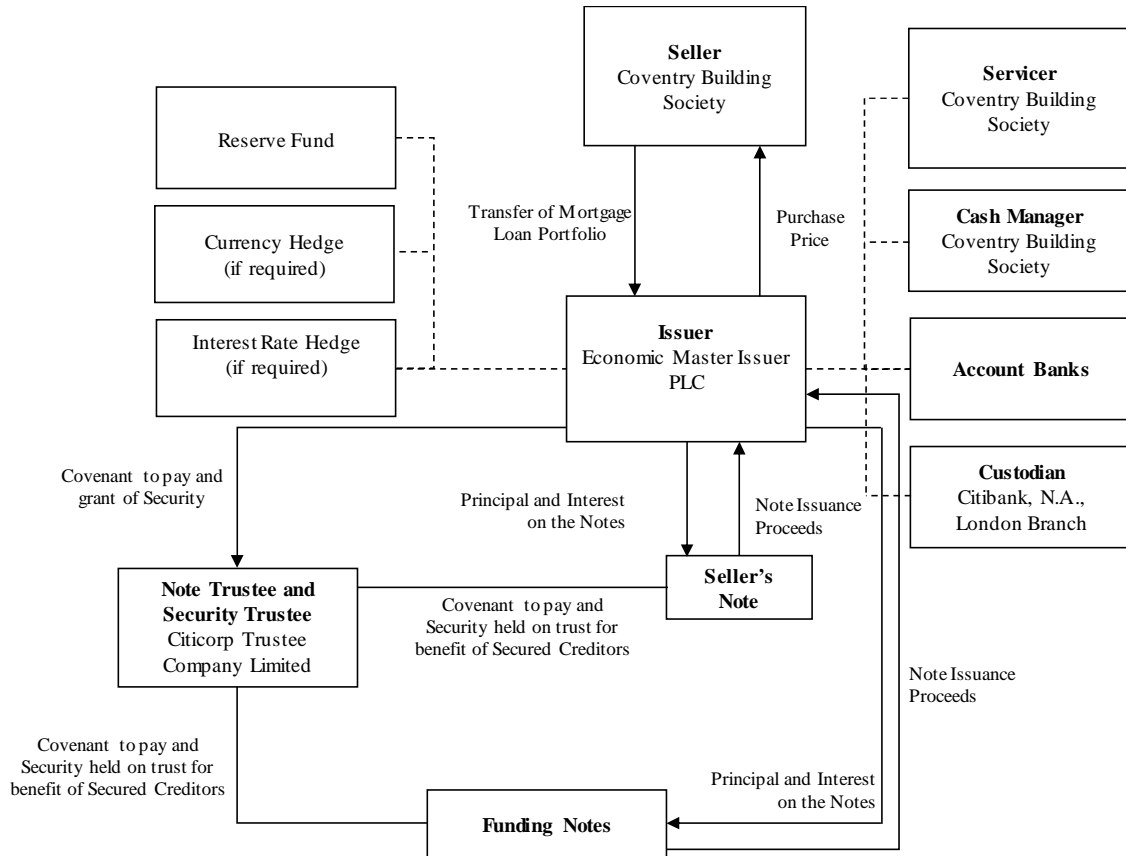 Seller
Coventry Building
Society
Servicer
Coventry Building
Society
Reserve Fund
Transfer of Mortgage
Loan Portfolio
Purchase
Price
Cash Manager
Coventry Building
Society
Currency Hedge
(if required)
Interest Rate Hedge
(if required)
Issuer
Economic Master Issuer
PLC
Account Banks
Covenant to pay and
grant of Security
Principal and Interest
on the Notes
Note Issuance
Proceeds
Custodian
Citibank, N.A.,
London Branch
Note Trustee and
Security Trustee
Citicorp Trustee
Company Limited
Seller’s
Note
Covenant to pay and
Security held on trust for
benefit of Secured Creditors
Note Issuance
Proceeds
Covenant to pay and
Security held on trust for
benefit of Secured Creditors
Principal and Interest
on the Notes
Funding Notes